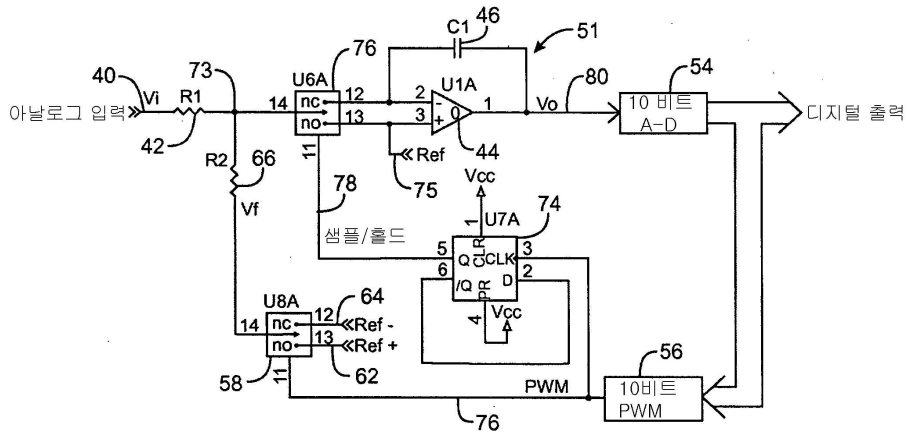 C1
46
51
76
U6A
U1A
54
40
73
12
2
1
80
Vi
nc
-
Vo
10 비트
A-D
아날로그 입력
R1
14
디지털 출력
no
13
3
+
0
42
11
44
R2
66
Ref
75
Vcc
78
1
U7A
74
Vf
샘플/홀드
5
Q
CLR
CLK
3
6
/Q
D
2
PR
U8A
64
4
Vcc
12
14
nc
Ref -
56
no
13
Ref +
58
11
62
PWM
10비트
PWM
76